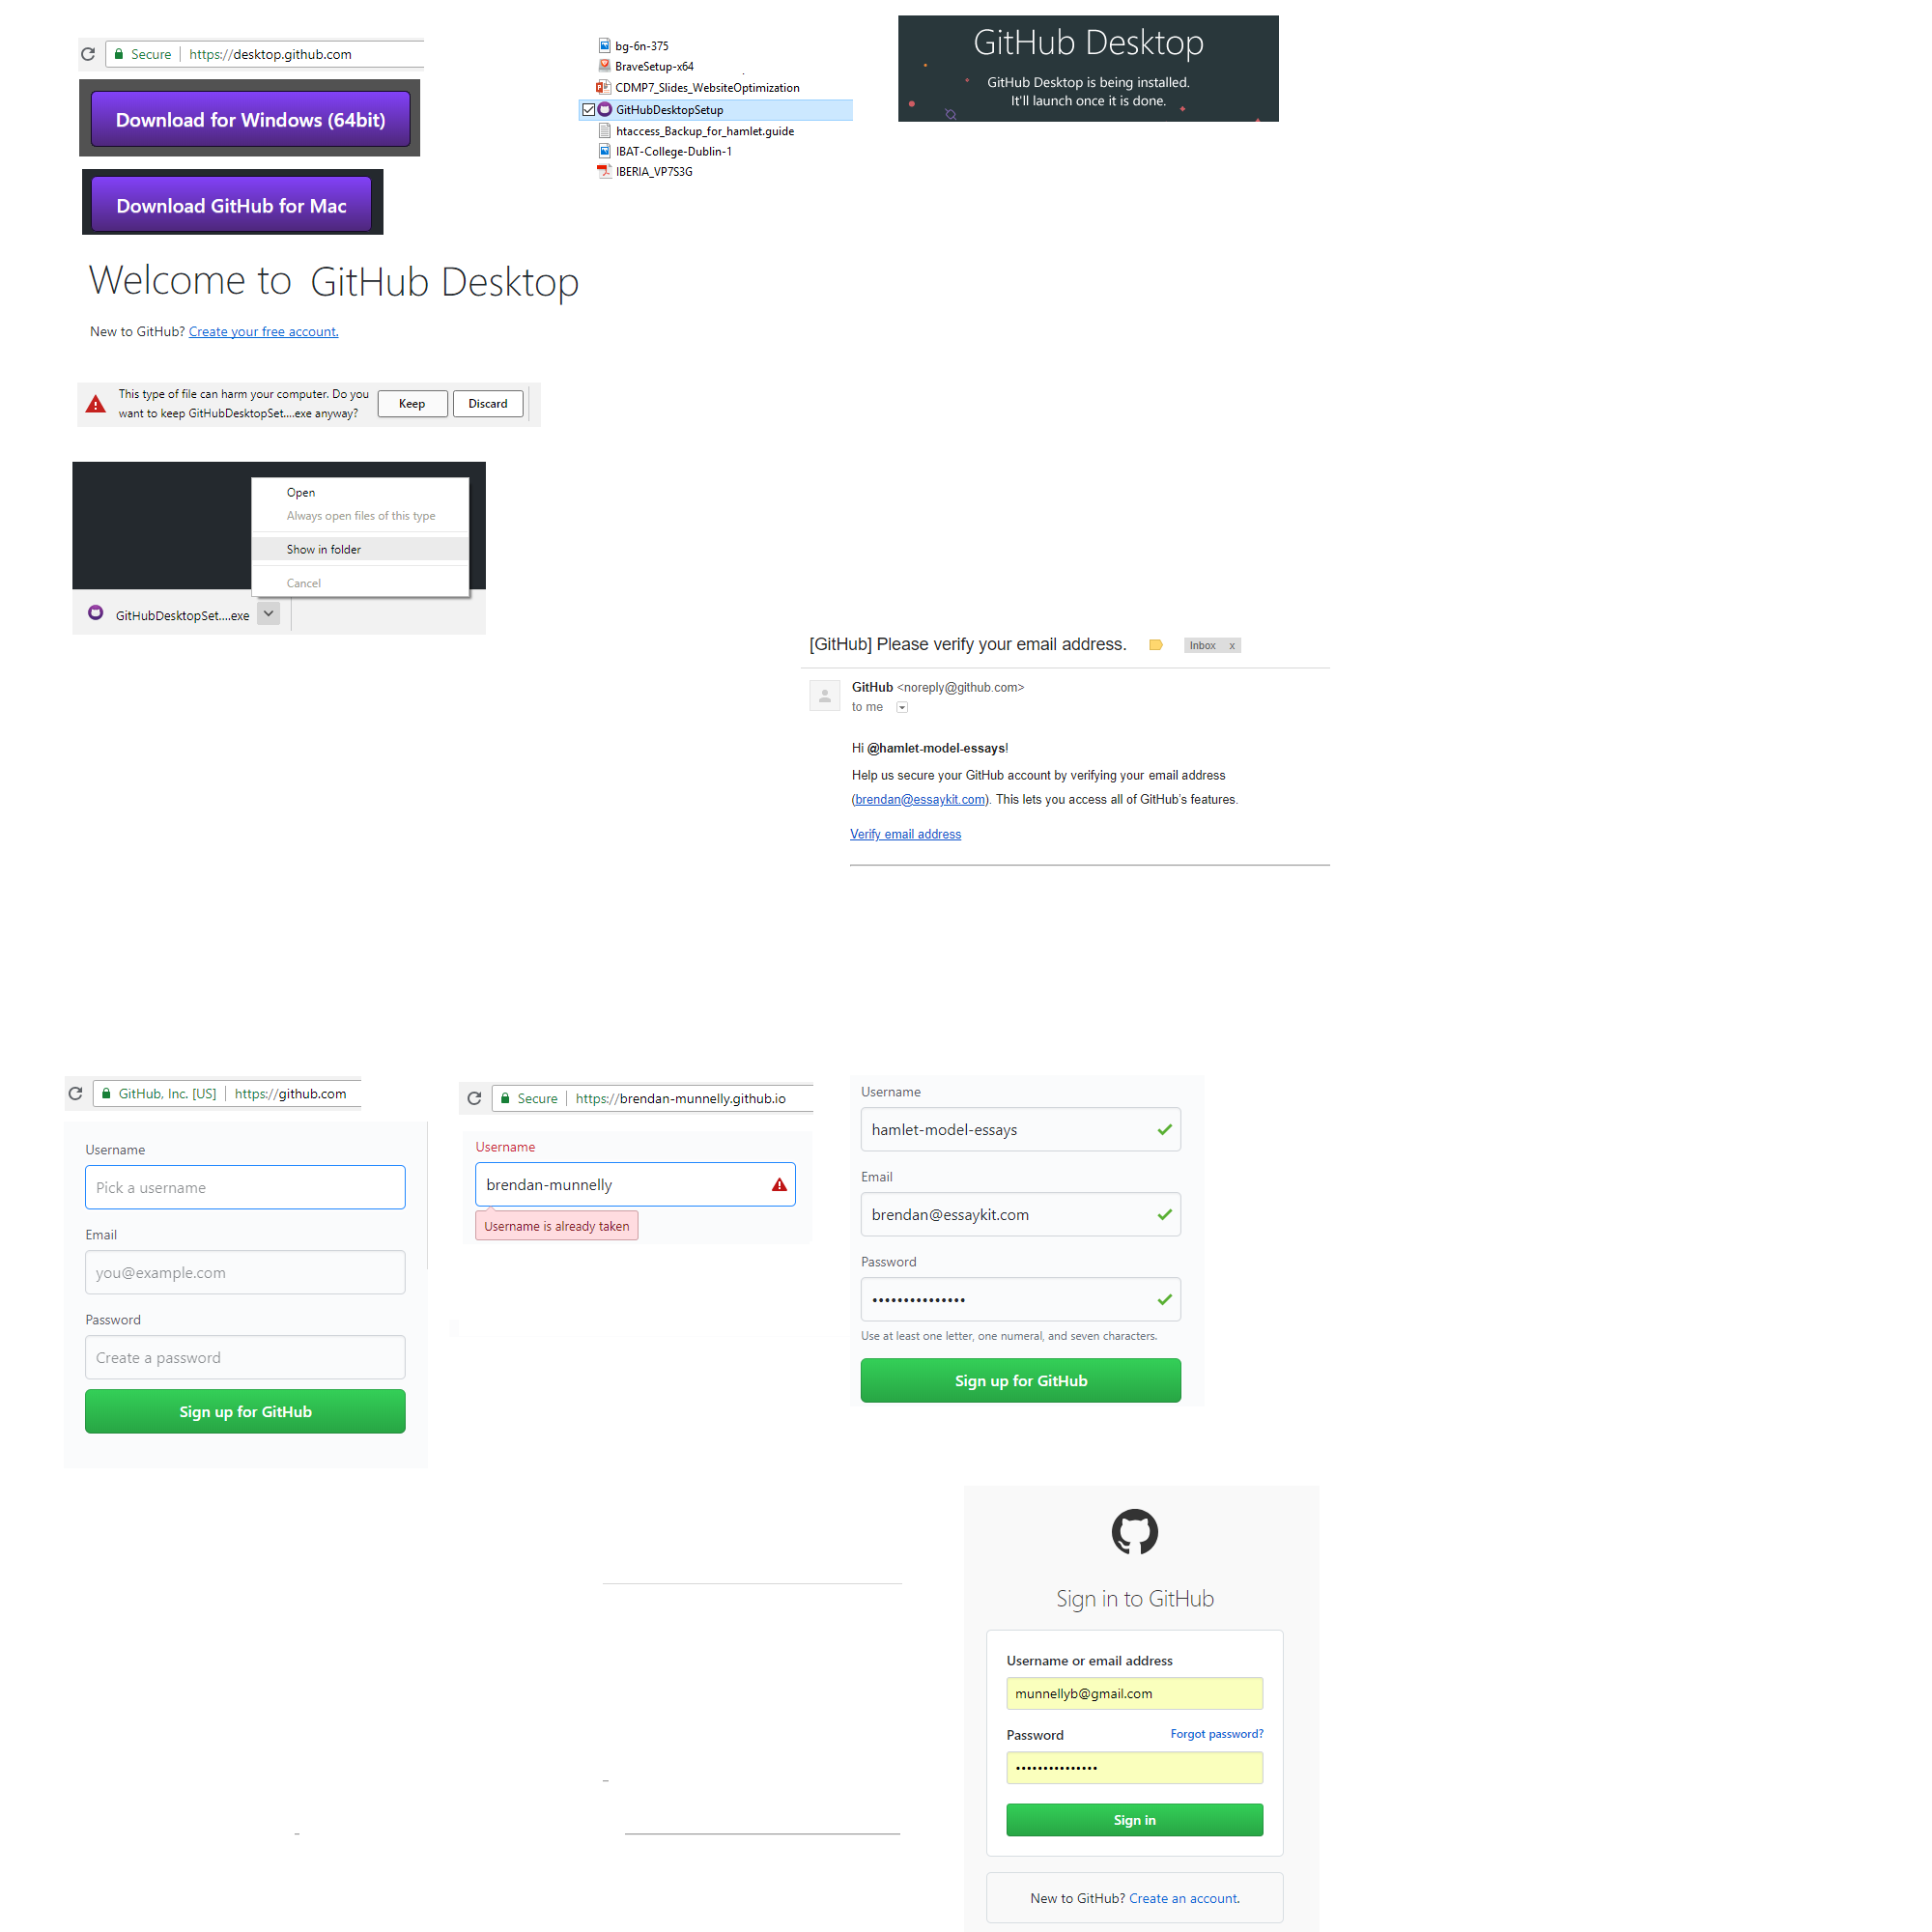 Secure | https://desktop.github.com
Download for Windows (64bit)
Download GitHub for Mac
bg-6n-375
BraveSetup-x64
CDMP7_Slides_WebsiteOptimization
GitHubDesktopSetup
htaccess_Backup_for_hamlet.guide
IBAT-College-Dublin-1
IBERIA_VP7S3G
GitHub Desktop
GitHub Desktop is being installed.
It'll launch once it is done.
Welcome to GitHub Desktop
New to GitHub? Create your free account.
This type of file can harm your computer. Do you
want to keep GitHubDesktopSet....exe anyway?
Keep
Discard
Open
Always open files of this type
Show in folder
Cancel
GitHubDesktopSet....exe
[GitHub] Please verify your email address.
Inbox x
GitHub <noreply@github.com>
to me
Hi @hamlet-model-essays!
Help us secure your GitHub account by verifying your email address
(brendan@essaykit.com). This lets you access all of GitHub's features.
Verify email address
GitHub, Inc. [US] | https://github.com
Username
Pick a username
Email
you@example.com
Password
Create a password
Sign up for GitHub
Secure | https://brendan-munnelly.github.io
Username
brendan-munnelly
Username is already taken
Username
hamlet-model-essays
Email
brendan@essaykit.com
Password
Use at least one letter, one numeral, and seven characters.
Sign up for GitHub
Sign in to GitHub
Username or email address
munnellyb@gmail.com
Password Forgot password?
Sign in
New to GitHub? Create an account.